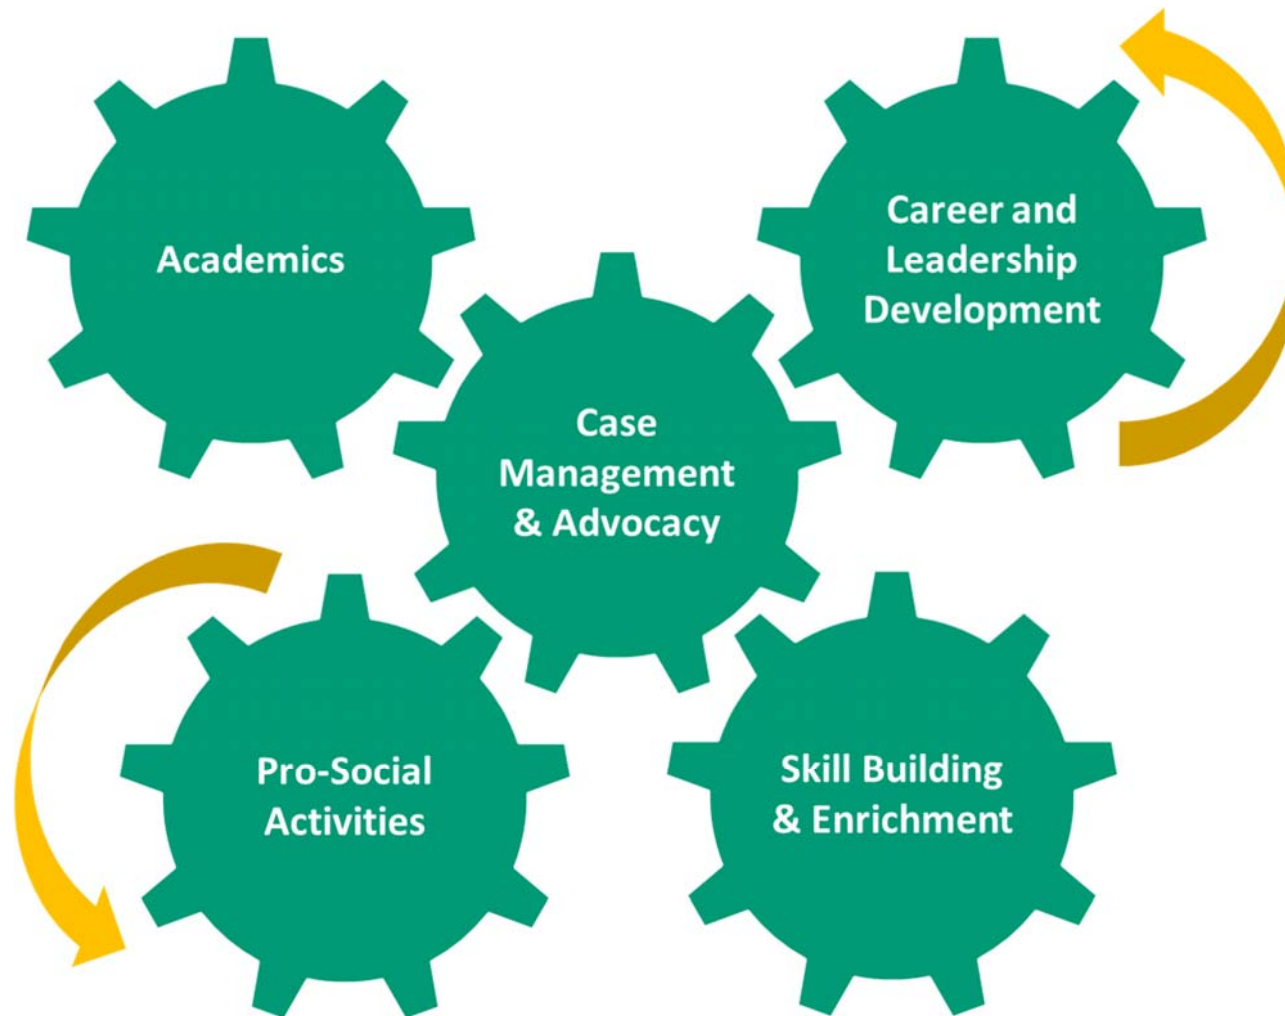 Academics
Career and
Leadership
Development
Case
Management
& Advocacy
Pro-Social
Activities
Skill Building
& Enrichment